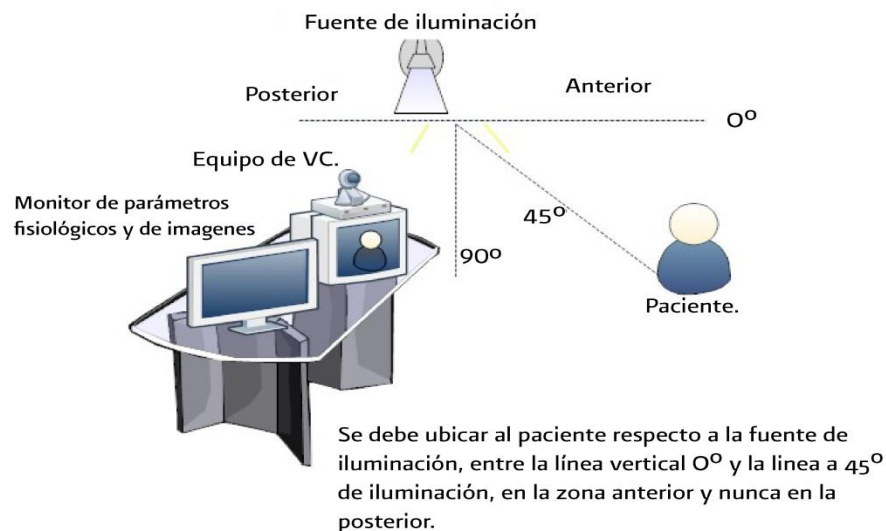 Fuente de iluminación
Posterior
Anterior
0º
Equipo de VC.
Monitor de parámetros
fisiológicos y de imagenes
45º
90º
Paciente.
Se debe ubicar al paciente respecto a la fuente de
iluminación, entre la línea vertical 0º y la linea a 45º
de iluminación, en la zona anterior y nunca en la
posterior.